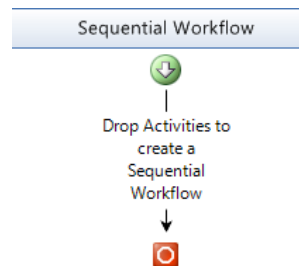 Sequential Workflow
Drop Activities to
create a
Sequential
Workflow